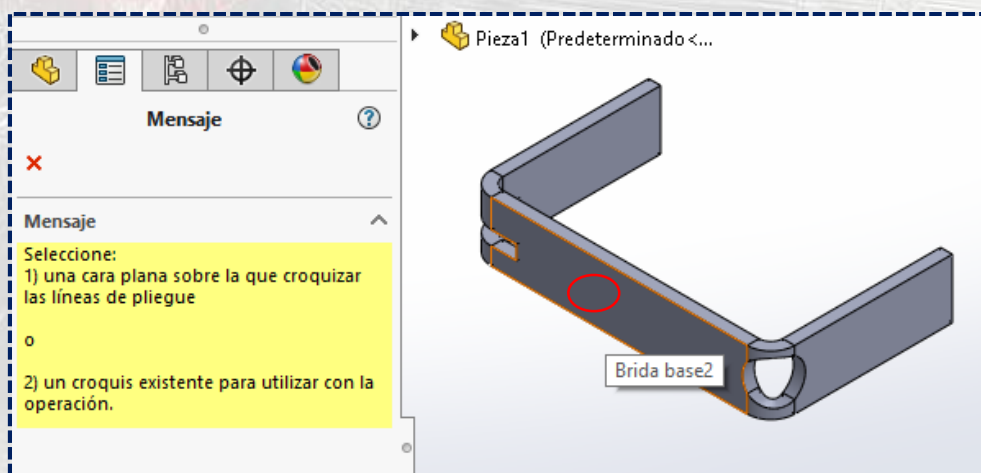 Pieza1 (Predeterminado<...
Mensaje
Mensaje
Seleccione:
1) una cara plana sobre la que croquizar
las líneas de pliegue
o
2) un croquis existente para utilizar con la
operación.
Brida base2